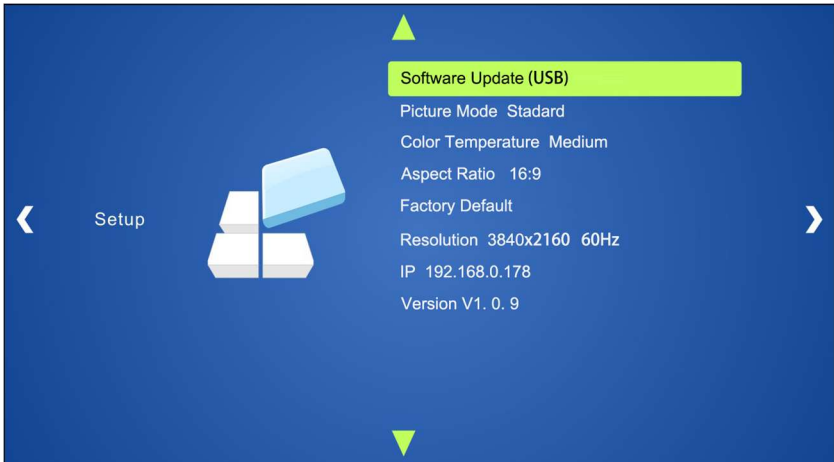 Setup
Software Update (USB)
Picture Mode Stadard
Color Temperature Medium
Aspect Ratio 16:9
Factory Default
Resolution 3840x2160 60Hz
IP 192.168.0.178
Version V1. 0. 9